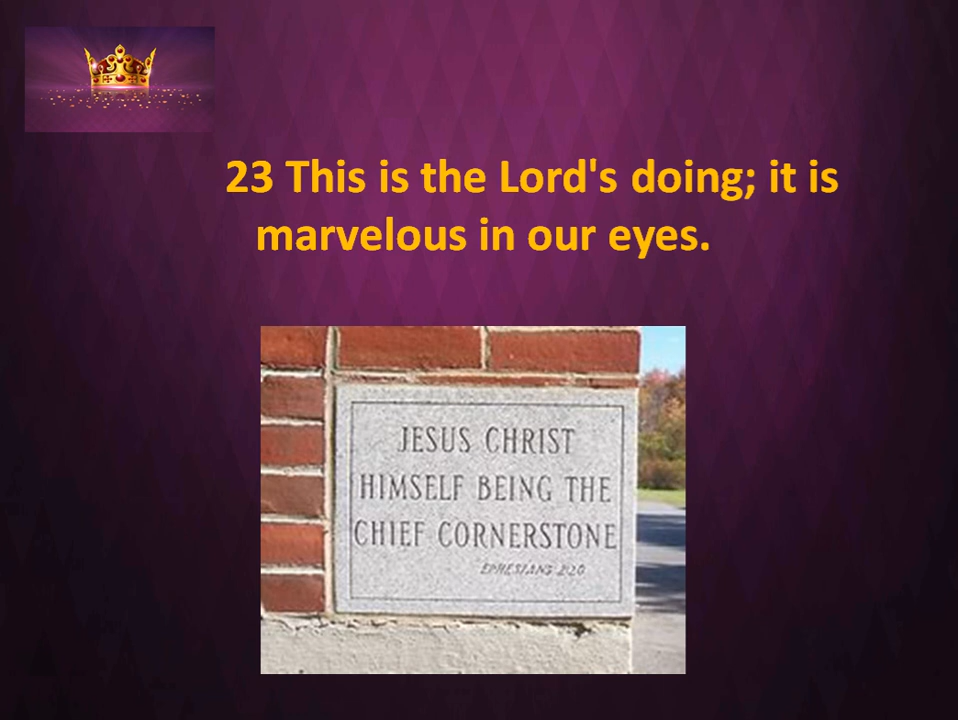 23 This is the Lord's doing; it is
marvelous in our eyes.
JESUS CHRIST
HIMSELF BEING THE
CHIEF CORNERSTONE
EPHESIANS 2:20